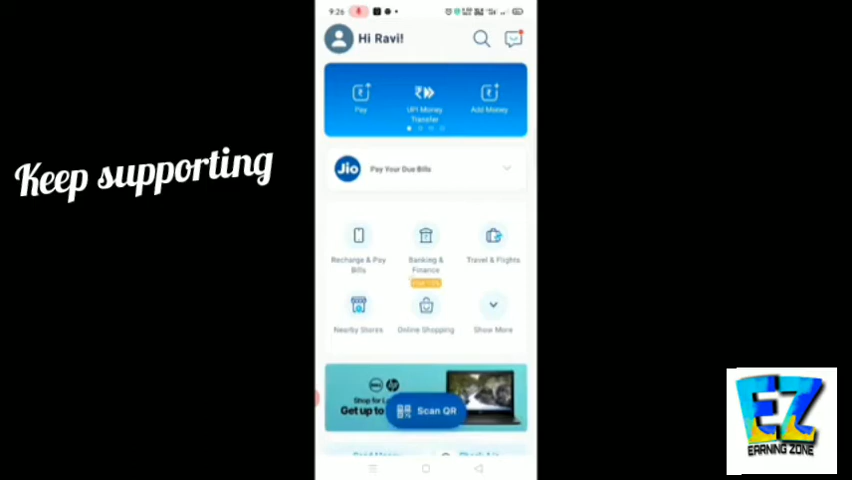 9:26
Hi Ravi!
Pay
UPI Money
Transfer
Add Money
Jio
Pay Your Due Bills
Recharge & Pay
Bills
Banking &
Finance
Travel & Flights
Nearby Stores
Online Shopping
Show More
DELL
hp
Shop for
Get up to
Scan QR
Keep supporting
EZ
EARNING ZONE